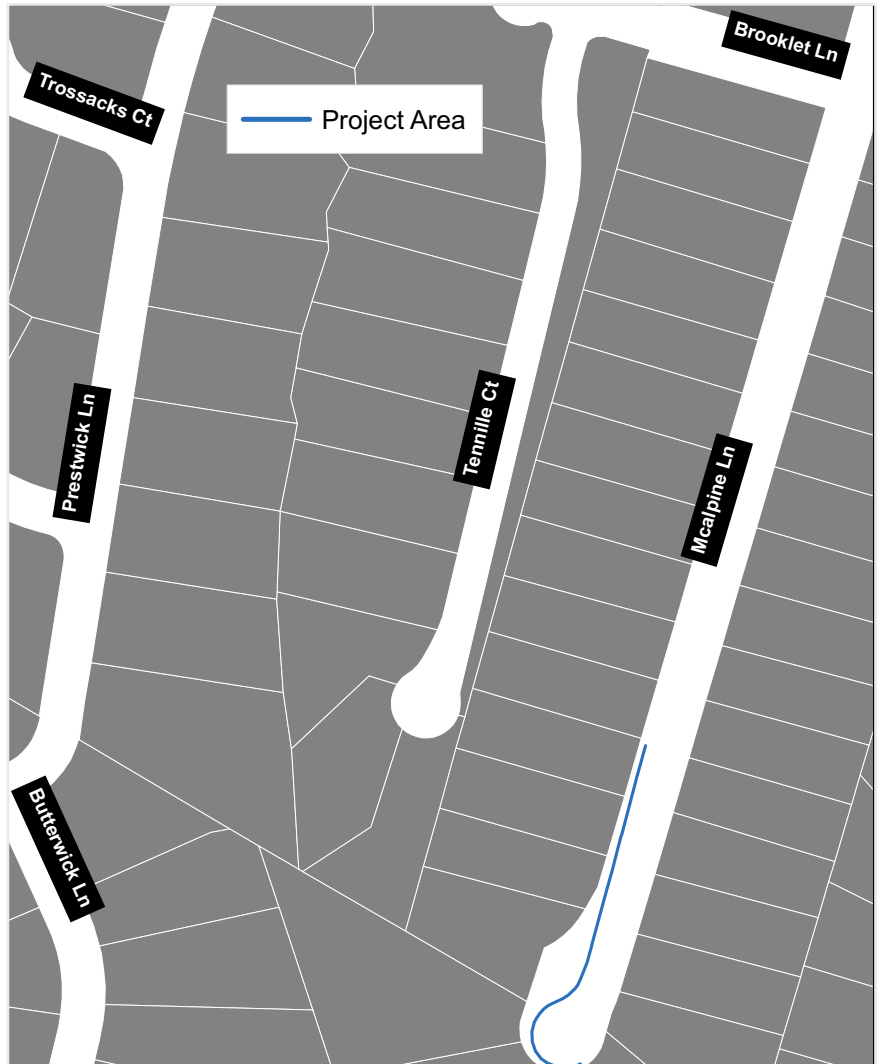 Brooklet Ln
Trossacks Ct
Project Area
Prestwick Ln
Tennille Ct
Mcalpine Ln
Butterwick Ln